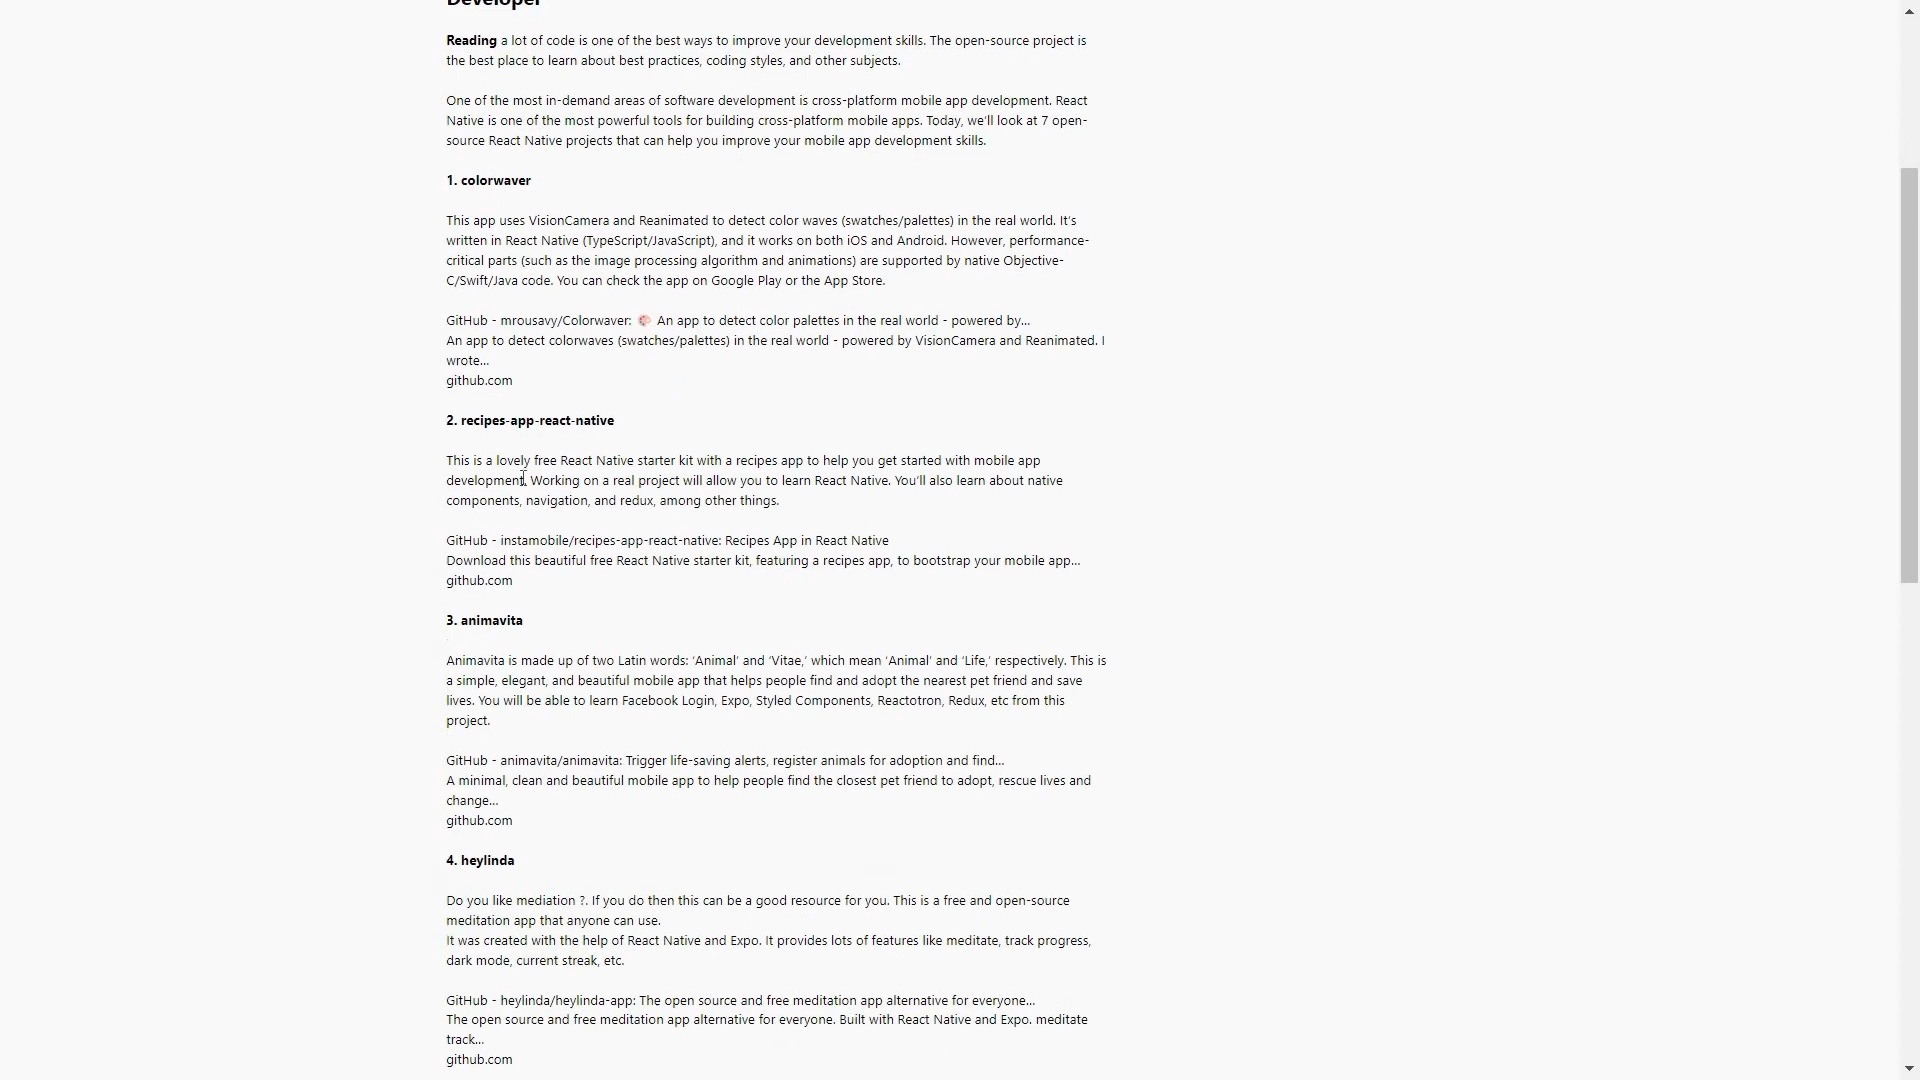 Developer
Reading a lot of code is one of the best ways to improve your development skills. The open-source project is
the best place to learn about best practices, coding styles, and other subjects.
One of the most in-demand areas of software development is cross-platform mobile app development. React
Native is one of the most powerful tools for building cross-platform mobile apps. Today, we’ll look at 7 open-
source React Native projects that can help you improve your mobile app development skills.
1. colorwaver
This app uses VisionCamera and Reanimated to detect color waves (swatches/palettes) in the real world. It’s
written in React Native (TypeScript/JavaScript), and it works on both iOS and Android. However, performance-
critical parts (such as the image processing algorithm and animations) are supported by native Objective-
C/Swift/Java code. You can check the app on Google Play or the App Store.
GitHub - mrousavy/Colorwaver: An app to detect color palettes in the real world - powered by...
An app to detect colorwaves (swatches/palettes) in the real world - powered by VisionCamera and Reanimated. I
wrote...
github.com
2. recipes-app-react-native
This is a lovely free React Native starter kit with a recipes app to help you get started with mobile app
development. Working on a real project will allow you to learn React Native. You’ll also learn about native
components, navigation, and redux, among other things.
GitHub - instamobile/recipes-app-react-native: Recipes App in React Native
Download this beautiful free React Native starter kit, featuring a recipes app, to bootstrap your mobile app...
github.com
3. animavita
Animavita is made up of two Latin words: ‘Animal’ and ‘Vitae,’ which mean ‘Animal’ and ‘Life,’ respectively. This is
a simple, elegant, and beautiful mobile app that helps people find and adopt the nearest pet friend and save
lives. You will be able to learn Facebook Login, Expo, Styled Components, Reactotron, Redux, etc from this
project.
GitHub - animavita/animavita: Trigger life-saving alerts, register animals for adoption and find...
A minimal, clean and beautiful mobile app to help people find the closest pet friend to adopt, rescue lives and
change...
github.com
4. heylinda
Do you like mediation ?. If you do then this can be a good resource for you. This is a free and open-source
meditation app that anyone can use.
It was created with the help of React Native and Expo. It provides lots of features like meditate, track progress,
dark mode, current streak, etc.
GitHub - heylinda/heylinda-app: The open source and free meditation app alternative for everyone...
The open source and free meditation app alternative for everyone. Built with React Native and Expo. meditate
track...
github.com